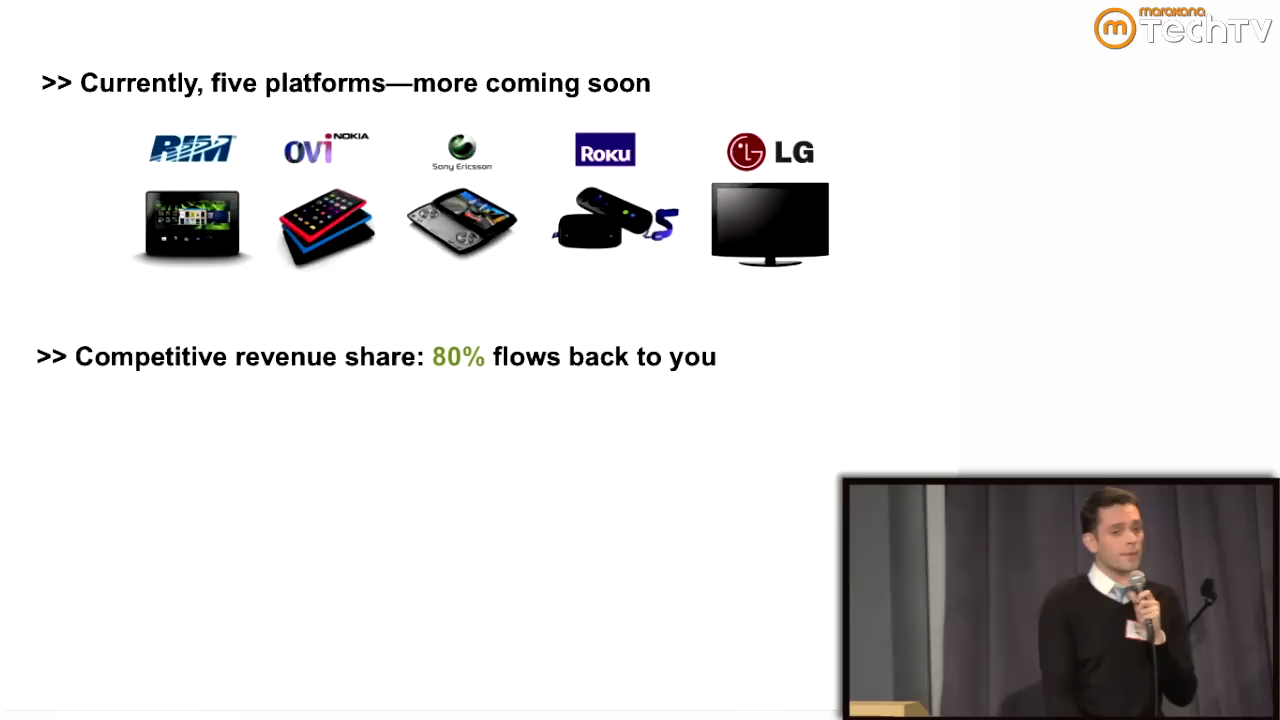 marakana
m TechTV
>> Currently, five platforms—more coming soon
RIM
OVI NOKIA
Sony Ericsson
ROKU
LG
>> Competitive revenue share: 80% flows back to you